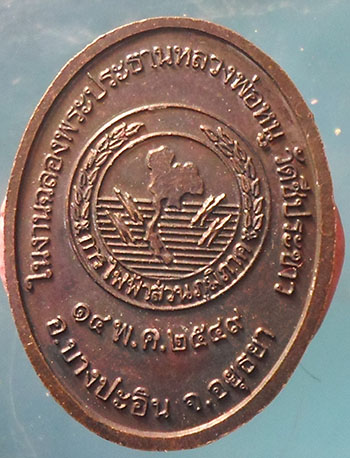 ในงานฉลองพระประธานหลวงพ่อหนู วัดศีประขาว
การไฟฟ้าส่วนภูมิภาค
๑๔ พ.ค.๒๕๔๙
อ.บางปะอิน จ.อยุธยา